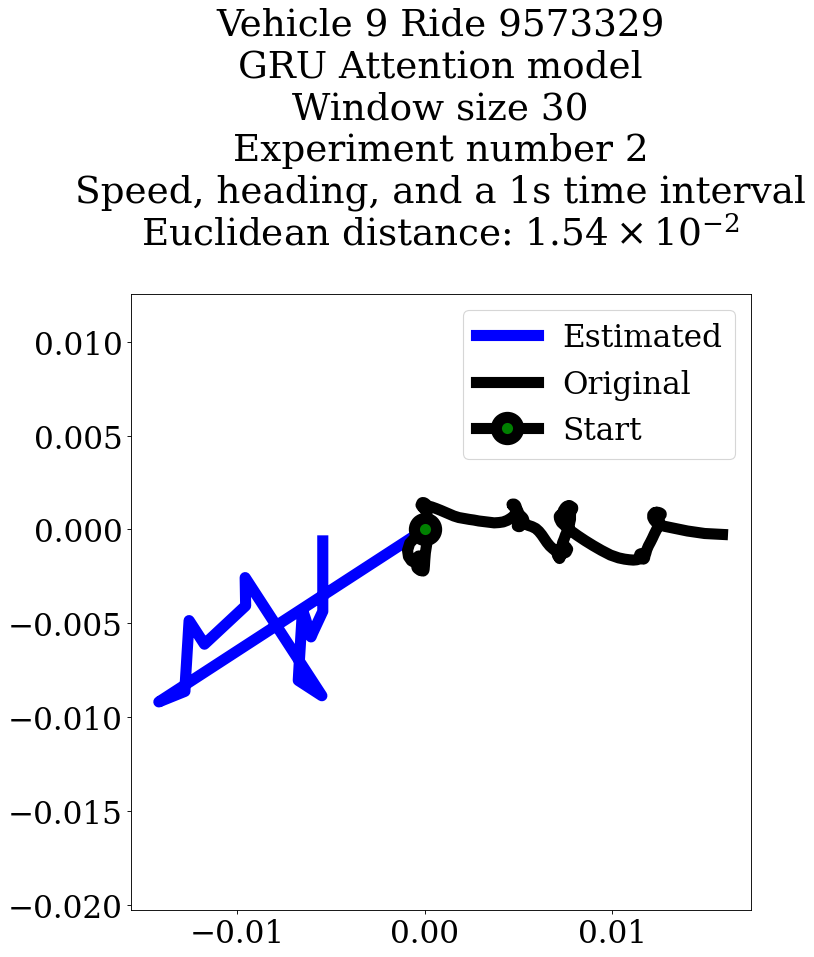 Vehicle 9 Ride 9573329
GRU Attention model
Window size 30
Experiment number 2
Speed, heading, and a 1s time interval
Euclidean distance: 1.54 × 10⁻²
Estimated
Original
Start
0.010
0.005
0.000
−0.005
−0.010
−0.015
−0.020
−0.01 0.00 0.01